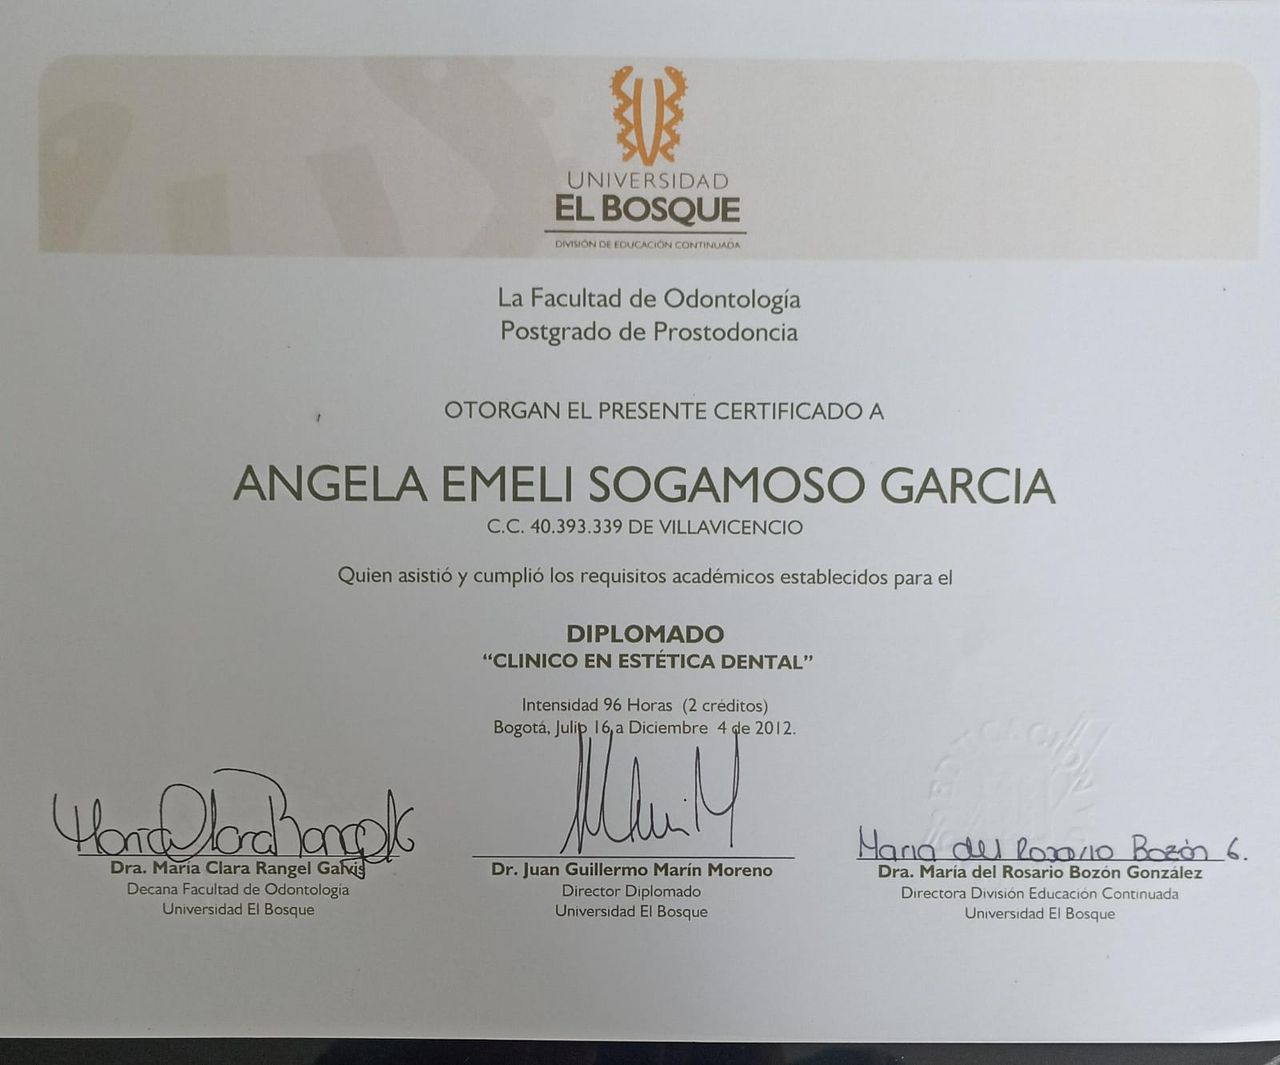 UNIVERSIDAD
EL BOSQUE
DIVISIÓN DE EDUCACIÓN CONTINUADA
La Facultad de Odontología
Postgrado de Prostodoncia
OTORGAN EL PRESENTE CERTIFICADO A
ANGELA EMELI SOGAMOSO GARCIA
C.C. 40.393.339 DE VILLAVICENCIO
Quien asistió y cumplió los requisitos académicos establecidos para el
DIPLOMADO
“CLINICO EN ESTÉTICA DENTAL”
Intensidad 96 Horas (2 créditos)
Bogotá, Julio 16 a Diciembre 4 de 2012.
Maria del Rosario Bozón G.
Dra. María Clara Rangel Galvis
Decana Facultad de Odontología
Universidad El Bosque
Dr. Juan Guillermo Marín Moreno
Director Diplomado
Universidad El Bosque
Dra. María del Rosario Bozón González
Directora División Educación Continuada
Universidad El Bosque